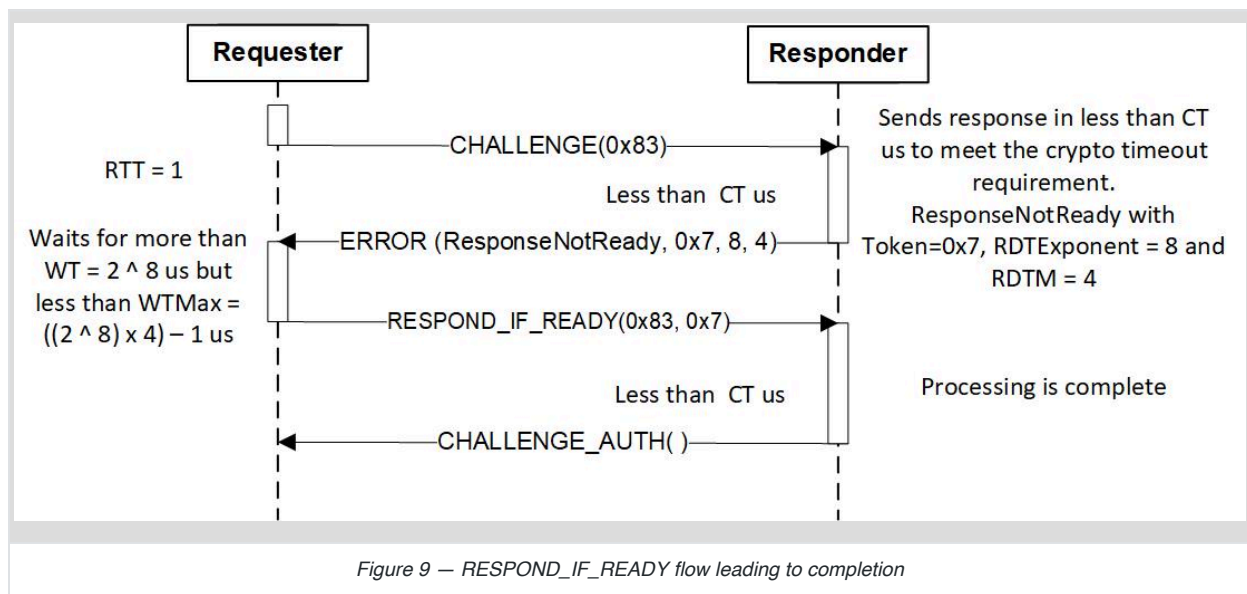 Requester
Responder
CHALLENGE(0x83)
RTT = 1
Less than CT us
Sends response in less than CT
us to meet the crypto timeout
requirement.
ResponseNotReady with
Token=0x7, RDTExponent = 8 and
RDTM = 4
Waits for more than
WT = 2 ^ 8 us but
less than WTMax =
((2 ^ 8) x 4) – 1 us
ERROR (ResponseNotReady, 0x7, 8, 4)
RESPOND_IF_READY(0x83, 0x7)
Less than CT us
Processing is complete
CHALLENGE_AUTH( )
Figure 9 — RESPOND_IF_READY flow leading to completion